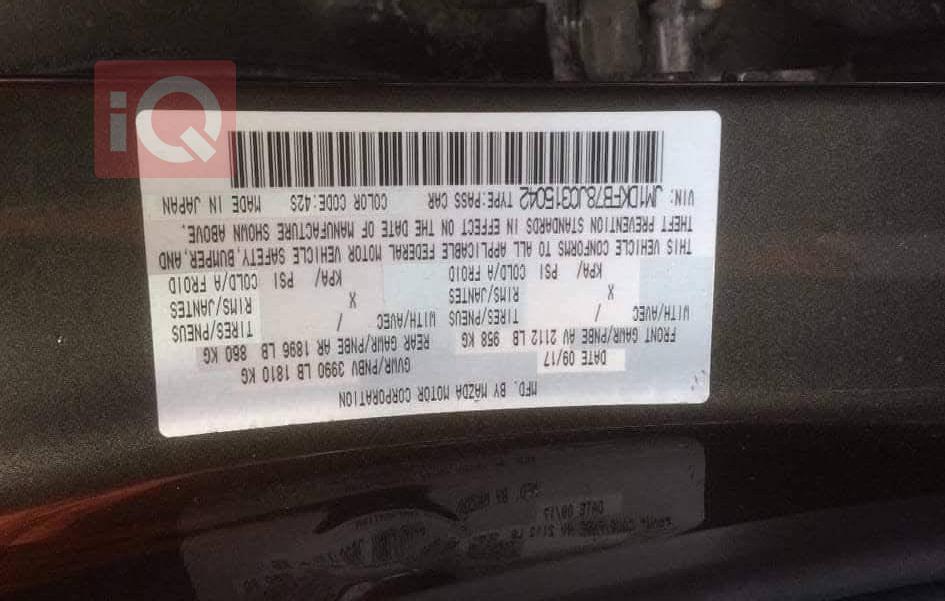 iQ
MFD. BY MAZDA MOTOR CORPORATION
DATE 09/17
GVWR/PNBV 3990 LB 1810 KG
FRONT GAWR/PNBE AV 2112 LB 958 KG
REAR GAWR/PNBE AR 1896 LB 860 KG
WITH/AVEC / TIRES/PNEUS
WITH/AVEC / TIRES/PNEUS
X RIMS/JANTES
X RIMS/JANTES
KPA/ PSI COLD/A FROID
KPA/ PSI COLD/A FROID
THIS VEHICLE CONFORMS TO ALL APPLICABLE FEDERAL MOTOR VEHICLE SAFETY, BUMPER, AND
THEFT PREVENTION STANDARDS IN EFFECT ON THE DATE OF MANUFACTURE SHOWN ABOVE.
VIN: JM1DKFB78J0315042 TYPE:PASS CAR COLOR CODE:42S MADE IN JAPAN